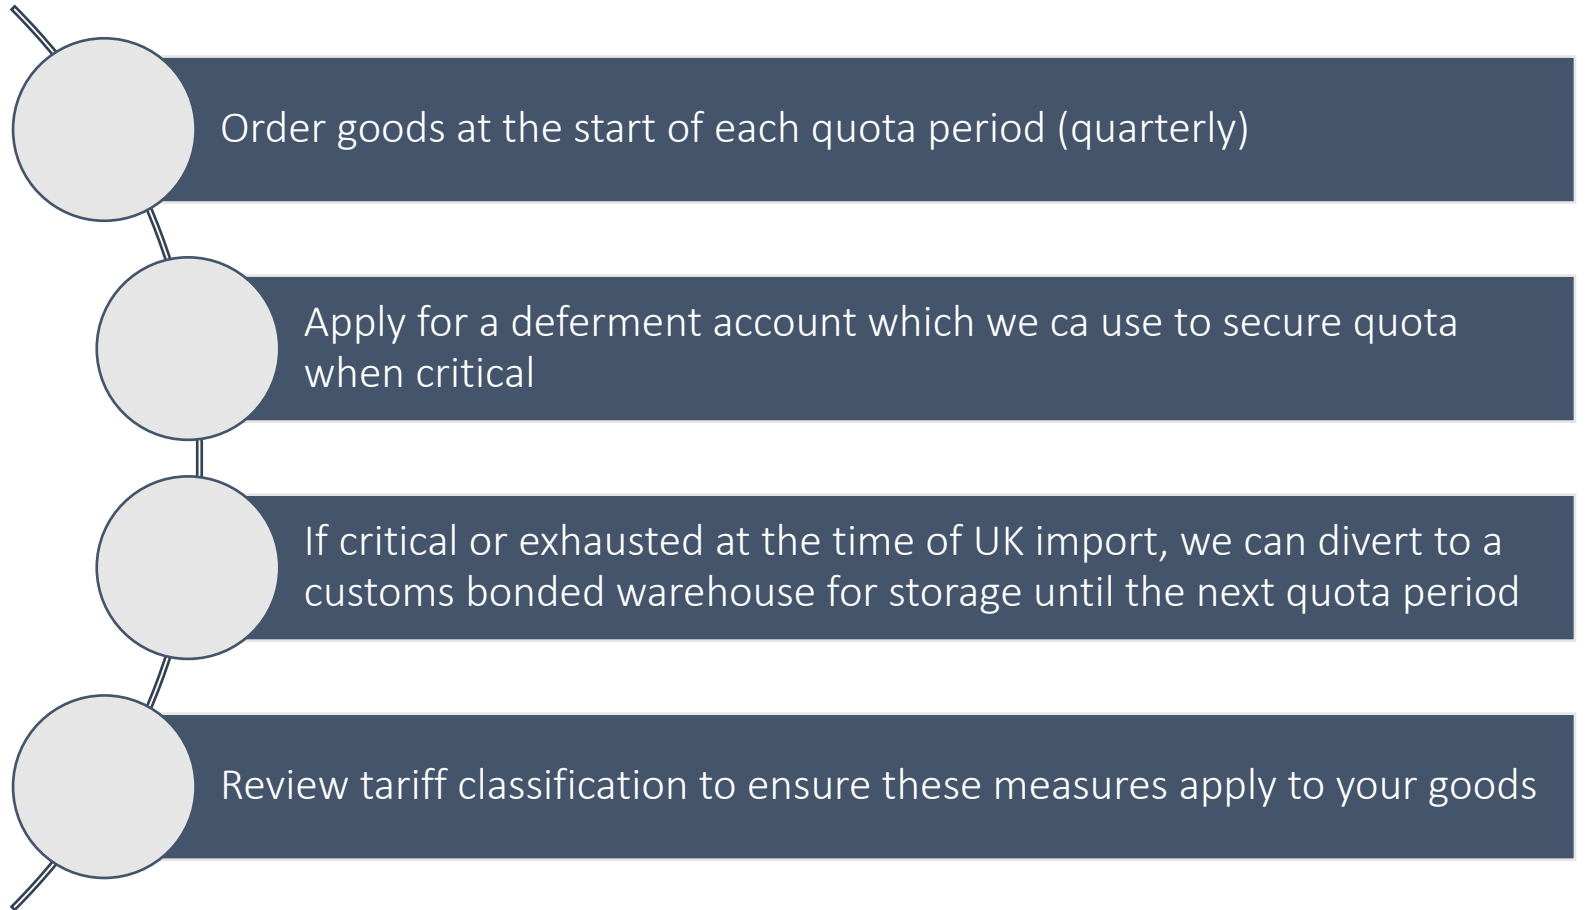 Order goods at the start of each quota period (quarterly)
Apply for a deferment account which we ca use to secure quota
when critical
If critical or exhausted at the time of UK import, we can divert to a
customs bonded warehouse for storage until the next quota period
Review tariff classification to ensure these measures apply to your goods